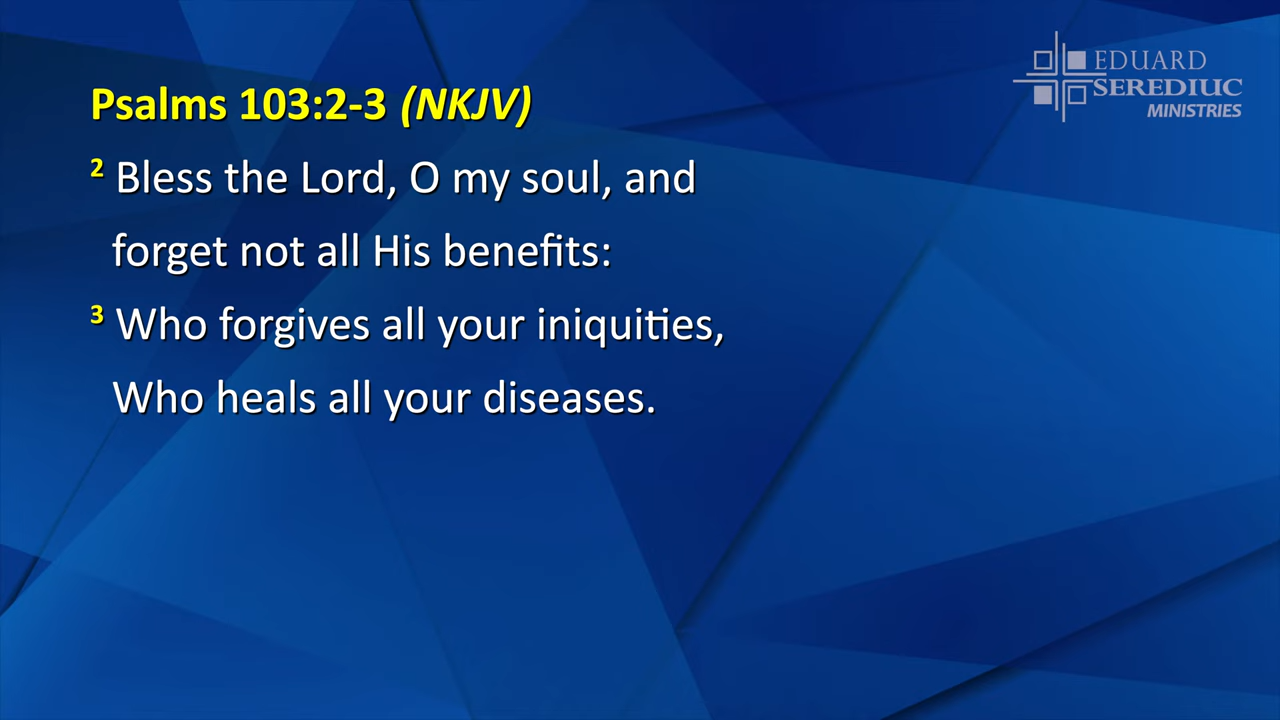 EDUARD
SEREDIUC
MINISTRIES
Psalms 103:2-3 (NKJV)
2 Bless the Lord, O my soul, and
forget not all His benefits:
3 Who forgives all your iniquities,
Who heals all your diseases.